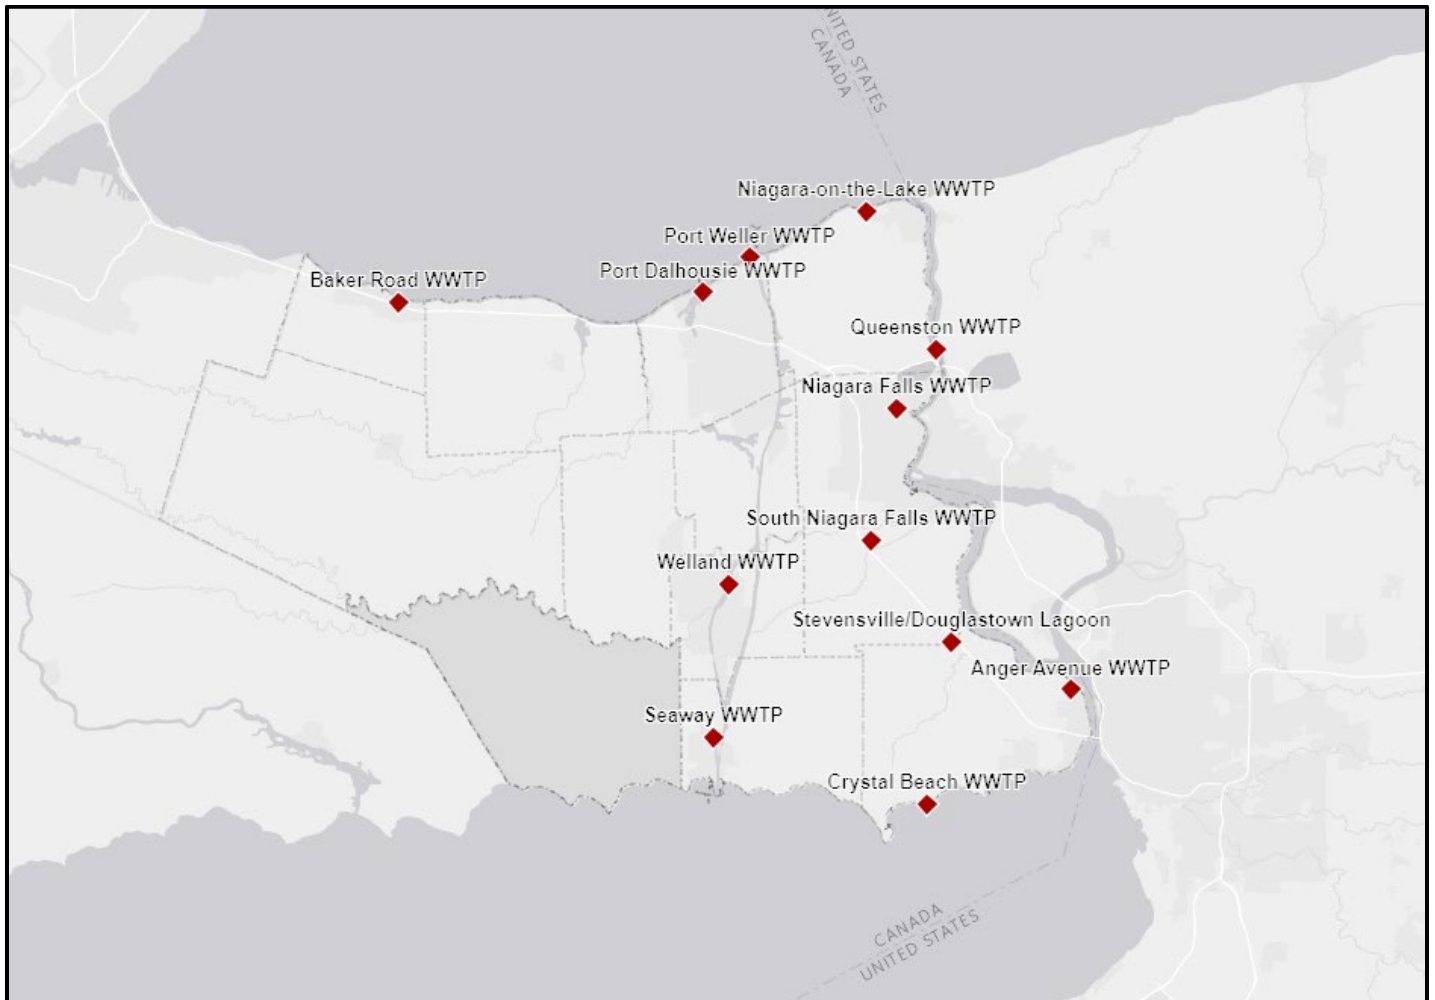 UNITED STATES
CANADA
Niagara-on-the-Lake WWTP
Port Weller WWTP
Port Dalhousie WWTP
Baker Road WWTP
Queenston WWTP
Niagara Falls WWTP
South Niagara Falls WWTP
Welland WWTP
Stevensville/Douglastown Lagoon
Anger Avenue WWTP
Seaway WWTP
Crystal Beach WWTP
CANADA
UNITED STATES